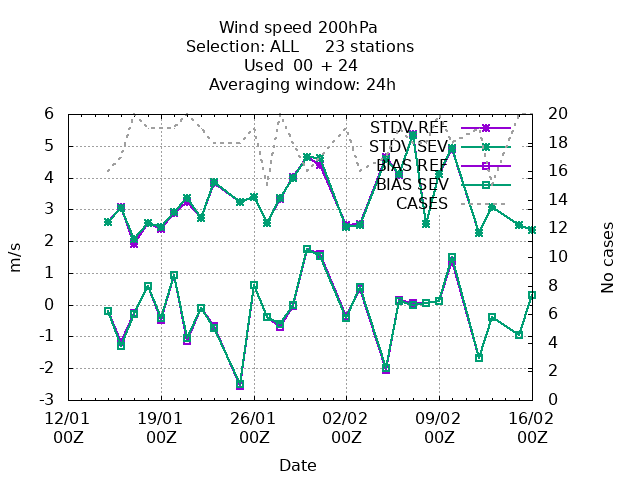 Wind speed 200hPa
Selection: ALL 23 stations
Used 00 + 24
Averaging window: 24h
STDV REF
STDV SEV
BIAS REF
BIAS SEV
CASES
6
5
4
3
2
1
0
-1
-2
-3
20
18
16
14
12
10
8
6
4
2
0
m/s
No cases
12/01 19/01 26/01 02/02 09/02 16/02
00Z 00Z 00Z 00Z 00Z 00Z
Date